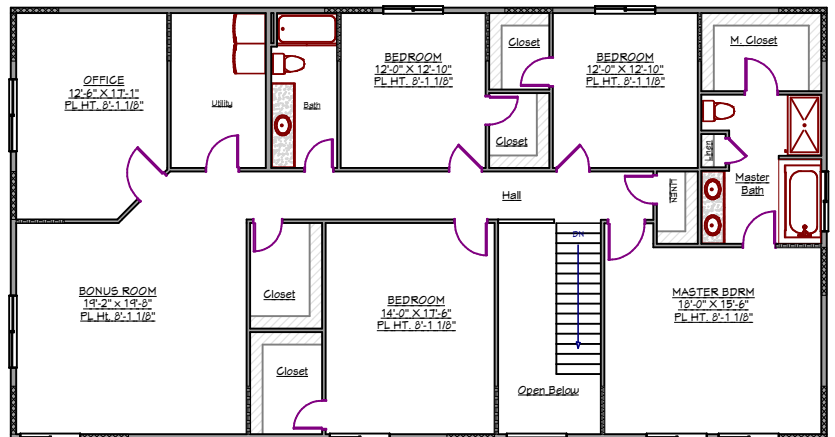 OFFICE
12'-6" X 17'-1"
PL HT. 8'-1 1/8"
Utility
Bath
BEDROOM
12'-0" X 12'-10"
PL HT. 8'-1 1/8"
Closet
Closet
BEDROOM
12'-0" X 12'-10"
PL HT. 8'-1 1/8"
M. Closet
Linen
Master
Bath
LINEN
Hall
DN
BONUS ROOM
19'-2" x 19'-8"
PL Ht. 8'-1 1/8"
Closet
Closet
BEDROOM
14'-0" X 17'-6"
PL HT. 8'-1 1/8"
Open Below
MASTER BDRM
18'-0" x 15'-6"
PL HT. 8'-1 1/8"